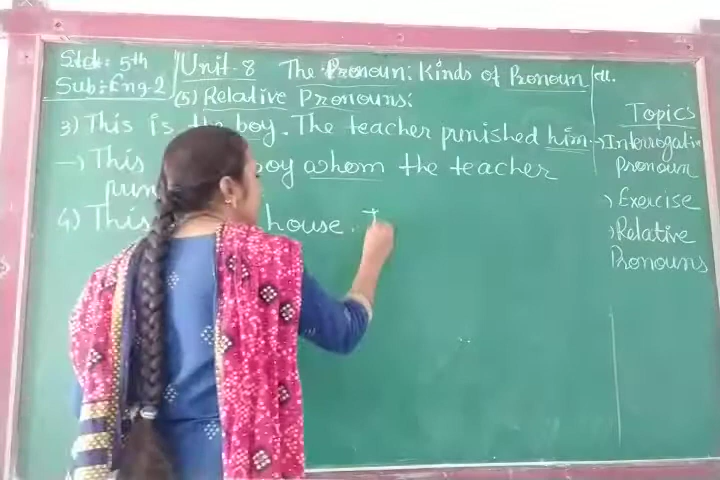 Std: 5th
Sub: Eng-2
Unit-8 The Pronoun: Kinds of Pronoun
(5) Relative Pronouns:
3) This is the boy. The teacher punished him.
→ This boy whom the teacher
pun
4) This house. T
Topics
→ Interrogative
Pronoun
→ Exercise
→ Relative
Pronouns